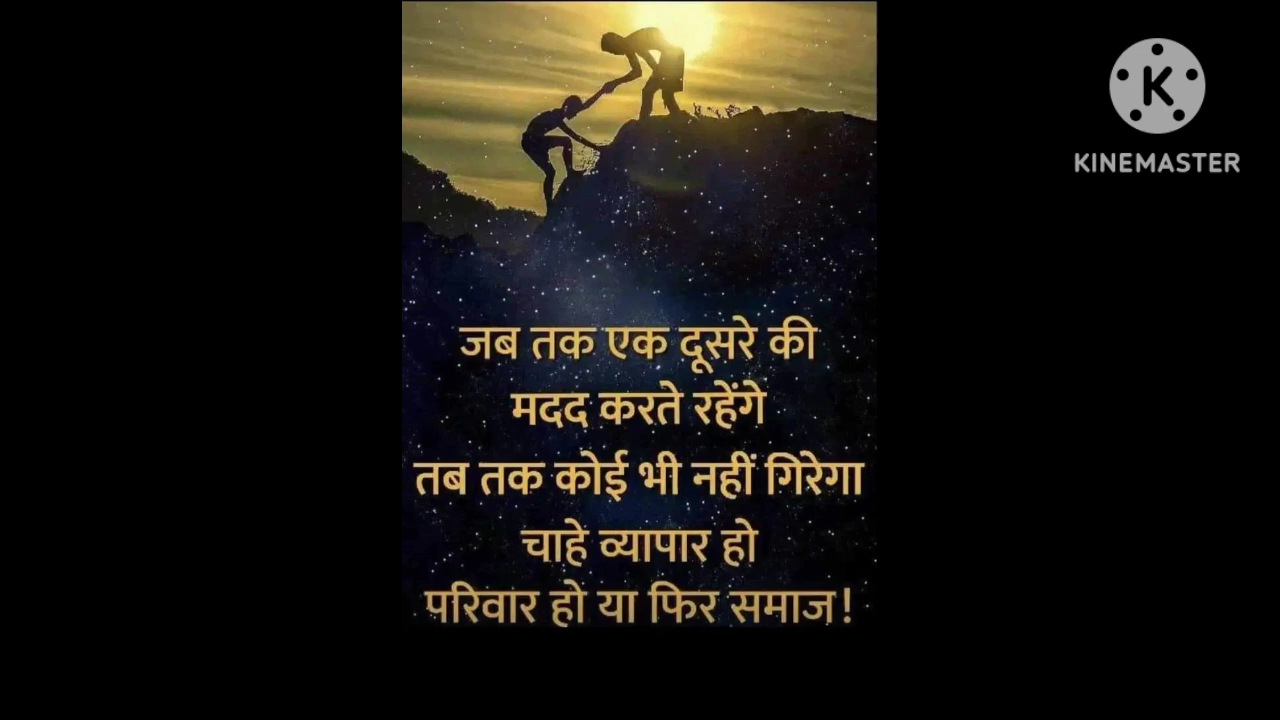 जब तक एक दूसरे की
मदद करते रहेंगे
तब तक कोई भी नहीं गिरेगा
चाहे व्यापार हो
परिवार हो या फिर समाज!
K
KINEMASTER